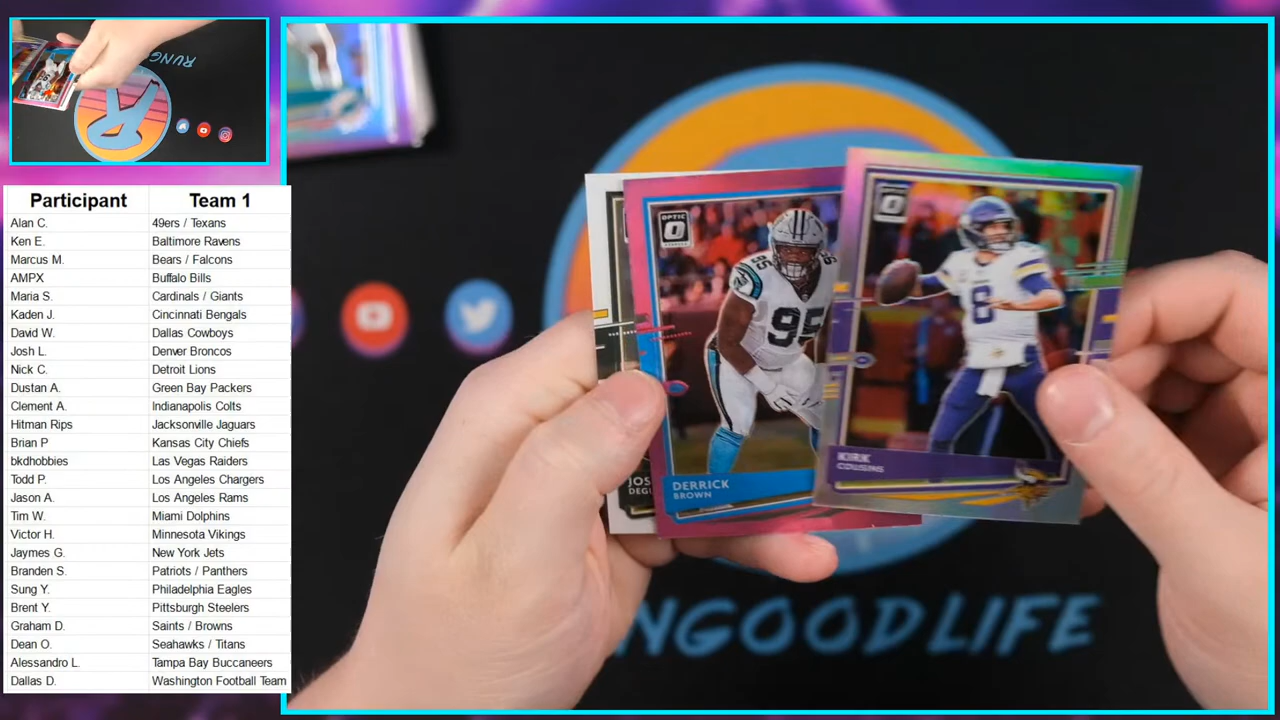 RUNGOOD
Participant Team 1
Alan C. 49ers / Texans
Ken E. Baltimore Ravens
Marcus M. Bears / Falcons
AMPX Buffalo Bills
Maria S. Cardinals / Giants
Kaden J. Cincinnati Bengals
David W. Dallas Cowboys
Josh L. Denver Broncos
Nick C. Detroit Lions
Dustan A. Green Bay Packers
Clement A. Indianapolis Colts
Hitman Rips Jacksonville Jaguars
Brian P Kansas City Chiefs
bkdhobbies Las Vegas Raiders
Todd P. Los Angeles Chargers
Jason A. Los Angeles Rams
Tim W. Miami Dolphins
Victor H. Minnesota Vikings
Jaymes G. New York Jets
Branden S. Patriots / Panthers
Sung Y. Philadelphia Eagles
Brent Y. Pittsburgh Steelers
Graham D. Saints / Browns
Dean O. Seahawks / Titans
Alessandro L. Tampa Bay Buccaneers
Dallas D. Washington Football Team
OPTIC
95
95
DERRICK
BROWN
JOS
DEGU
8
KIRK
COUSINS
NGOODLIFE